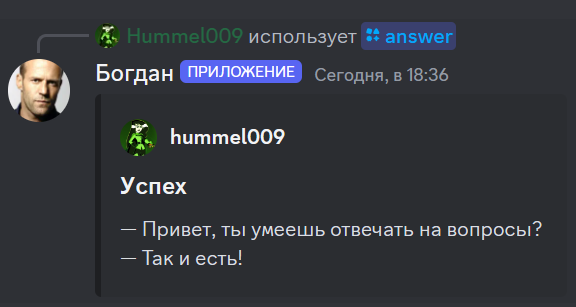 Hummel009 использует answer
Богдан ПРИЛОЖЕНИЕ Сегодня, в 18:36
hummel009
Успех
— Привет, ты умеешь отвечать на вопросы?
— Так и есть!